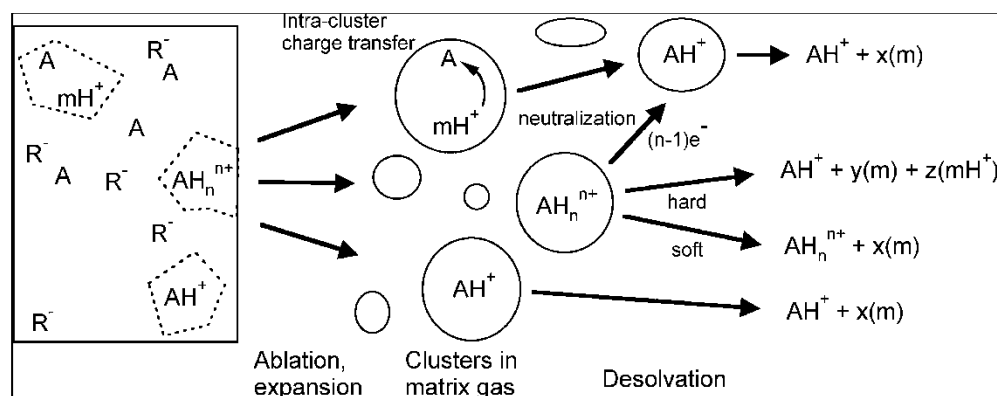 Intra-cluster
charge transfer
A
mH⁺
R⁻
A
A
R⁻
A
R⁻
AHₙⁿ⁺
R⁻
AH⁺
R⁻
A
mH⁺
AH⁺
AH⁺ + x(m)
neutralization
(n-1)e⁻
AHₙⁿ⁺
hard
AH⁺ + y(m) + z(mH⁺)
soft
AHₙⁿ⁺ + x(m)
AH⁺
AH⁺ + x(m)
Ablation,
expansion
Clusters in
matrix gas
Desolvation